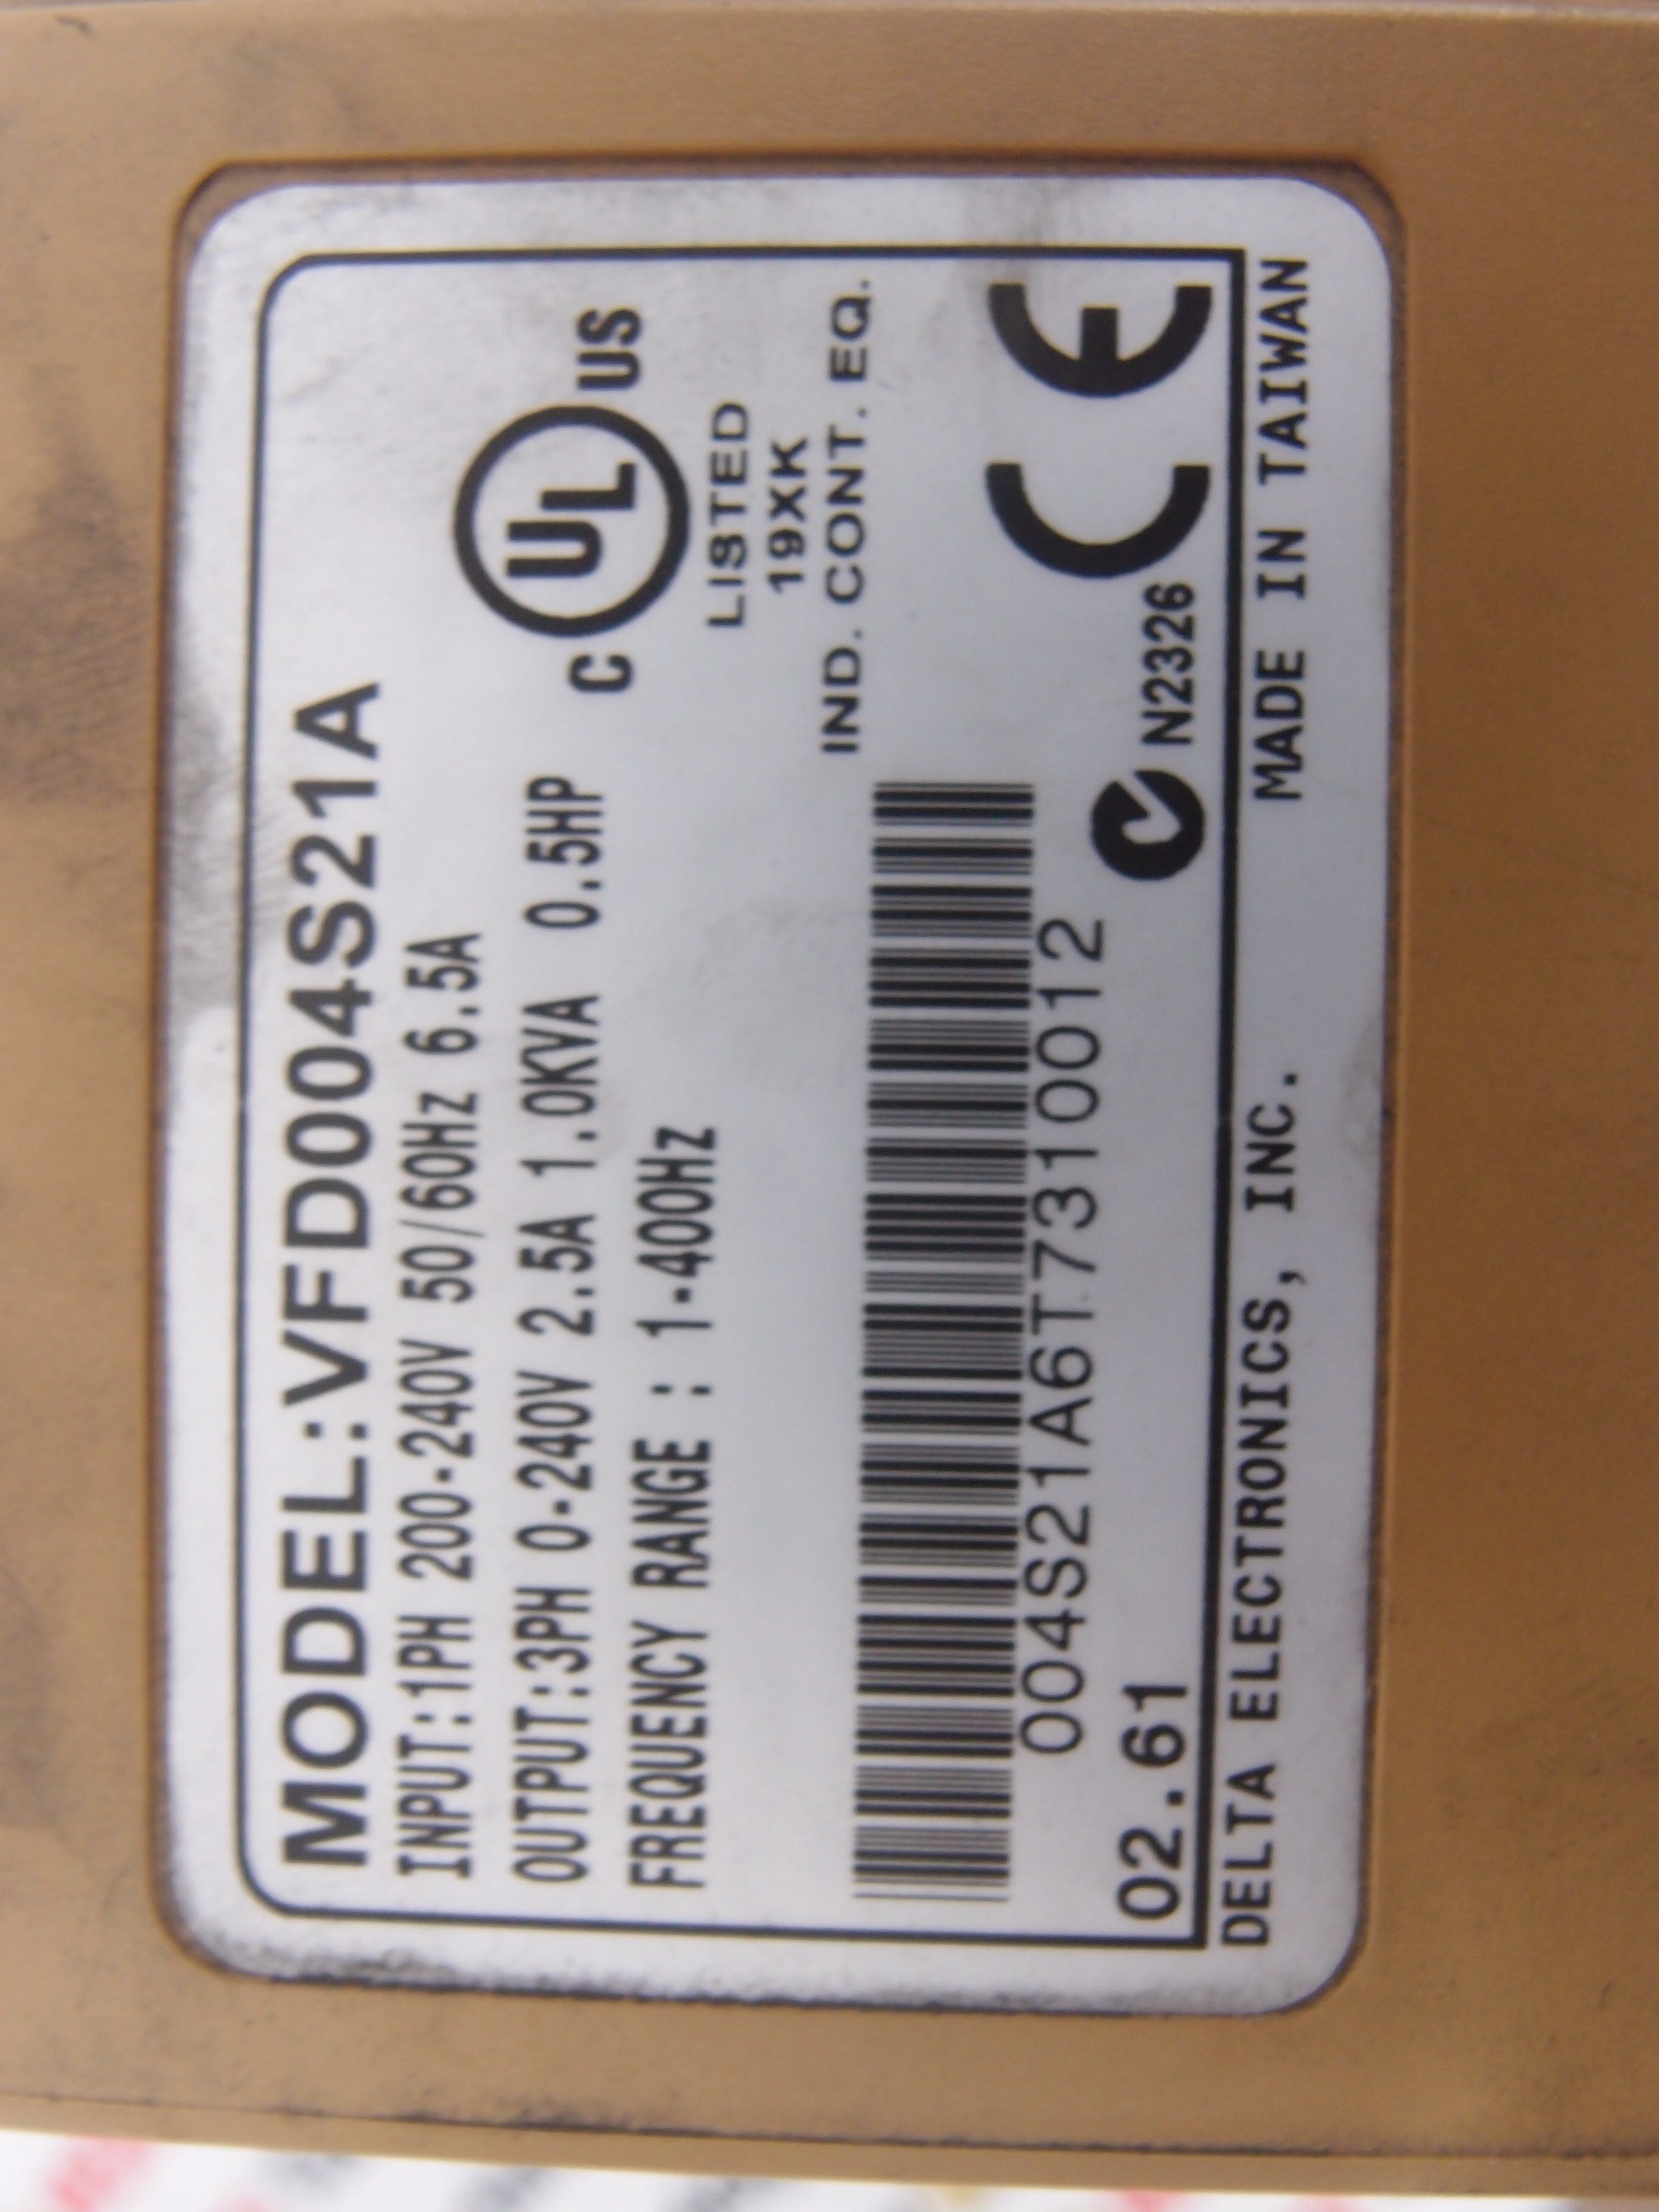 MODEL:VFD004S21A
INPUT:1PH 200-240V 50/60Hz 6.5A
OUTPUT:3PH 0-240V 2.5A 1.0KVA 0.5HP
FREQUENCY RANGE : 1-400Hz
C UL US
LISTED
19XK
IND. CONT. EQ.
004S21A6T7310012
02.61
N2326
CE
DELTA ELECTRONICS, INC. MADE IN TAIWAN